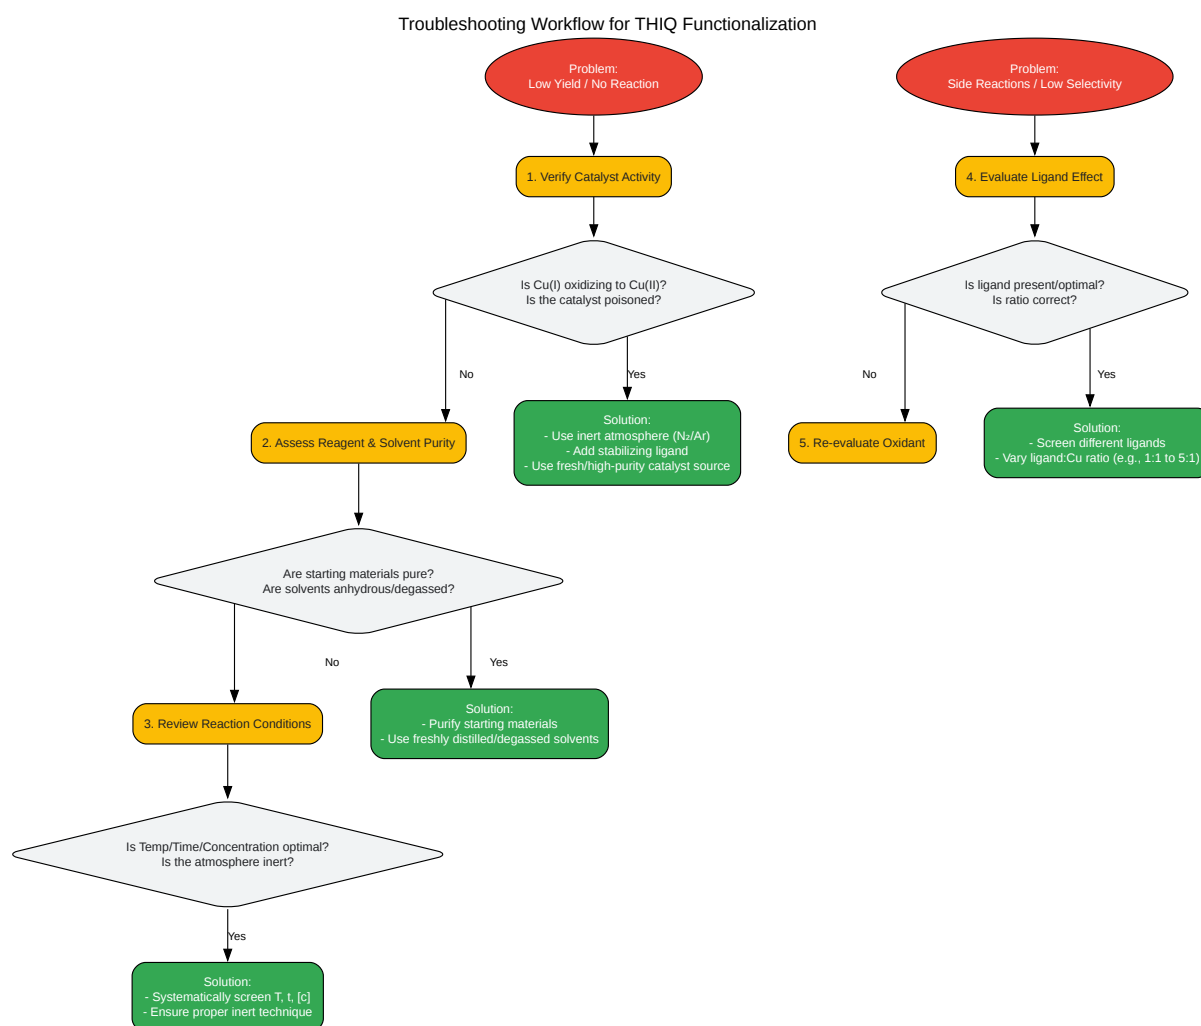 Troubleshooting Workflow for THIQ Functionalization
Problem:
Low Yield / No Reaction
Problem:
Side Reactions / Low Selectivity
1. Verify Catalyst Activity
4. Evaluate Ligand Effect
Is Cu(I) oxidizing to Cu(II)?
Is the catalyst poisoned?
Is ligand present/optimal?
Is ratio correct?
No
Yes
No
Yes
2. Assess Reagent & Solvent Purity
Solution:
- Use inert atmosphere (N₂/Ar)
- Add stabilizing ligand
- Use fresh/high-purity catalyst source
5. Re-evaluate Oxidant
Solution:
- Screen different ligands
- Vary ligand:Cu ratio (e.g., 1:1 to 5:1)
Are starting materials pure?
Are solvents anhydrous/degassed?
No
Yes
3. Review Reaction Conditions
Solution:
- Purify starting materials
- Use freshly distilled/degassed solvents
Is Temp/Time/Concentration optimal?
Is the atmosphere inert?
Yes
Solution:
- Systematically screen T, t, [c]
- Ensure proper inert technique